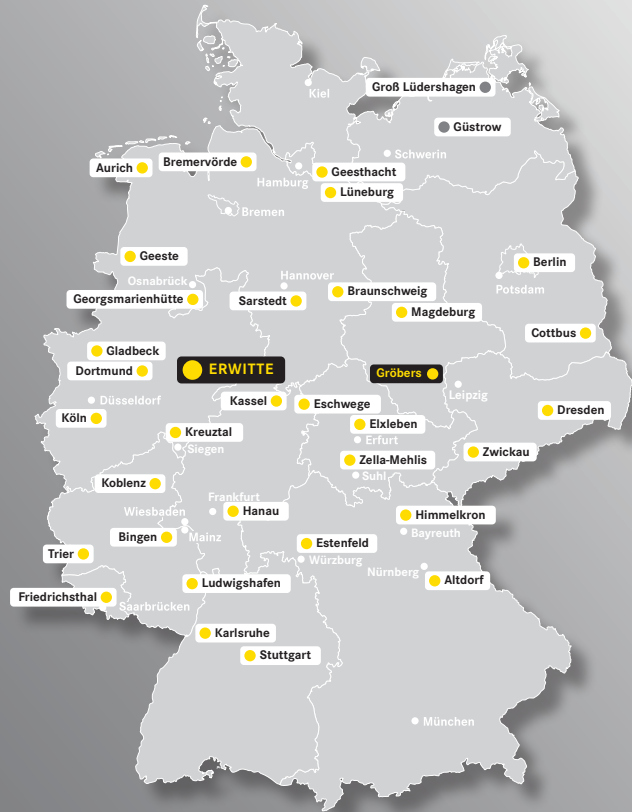 Groß Lüdershagen
Kiel
Güstrow
Schwerin
Aurich
Bremervörde
Hamburg
Geesthacht
Lüneburg
Bremen
Geeste
Berlin
Osnabrück
Hannover
Potsdam
Georgsmarienhütte
Sarstedt
Braunschweig
Magdeburg
Cottbus
Gladbeck
Dortmund
ERWITTE
Gröbers
Leipzig
Düsseldorf
Kassel
Eschwege
Dresden
Köln
Elxleben
Kreuztal
Erfurt
Siegen
Zwickau
Zella-Mehlis
Suhl
Koblenz
Frankfurt
Wiesbaden
Hanau
Himmelkron
Bingen
Mainz
Bayreuth
Estenfeld
Trier
Würzburg
Nürnberg
Altdorf
Ludwigshafen
Friedrichsthal
Saarbrücken
Karlsruhe
Stuttgart
München